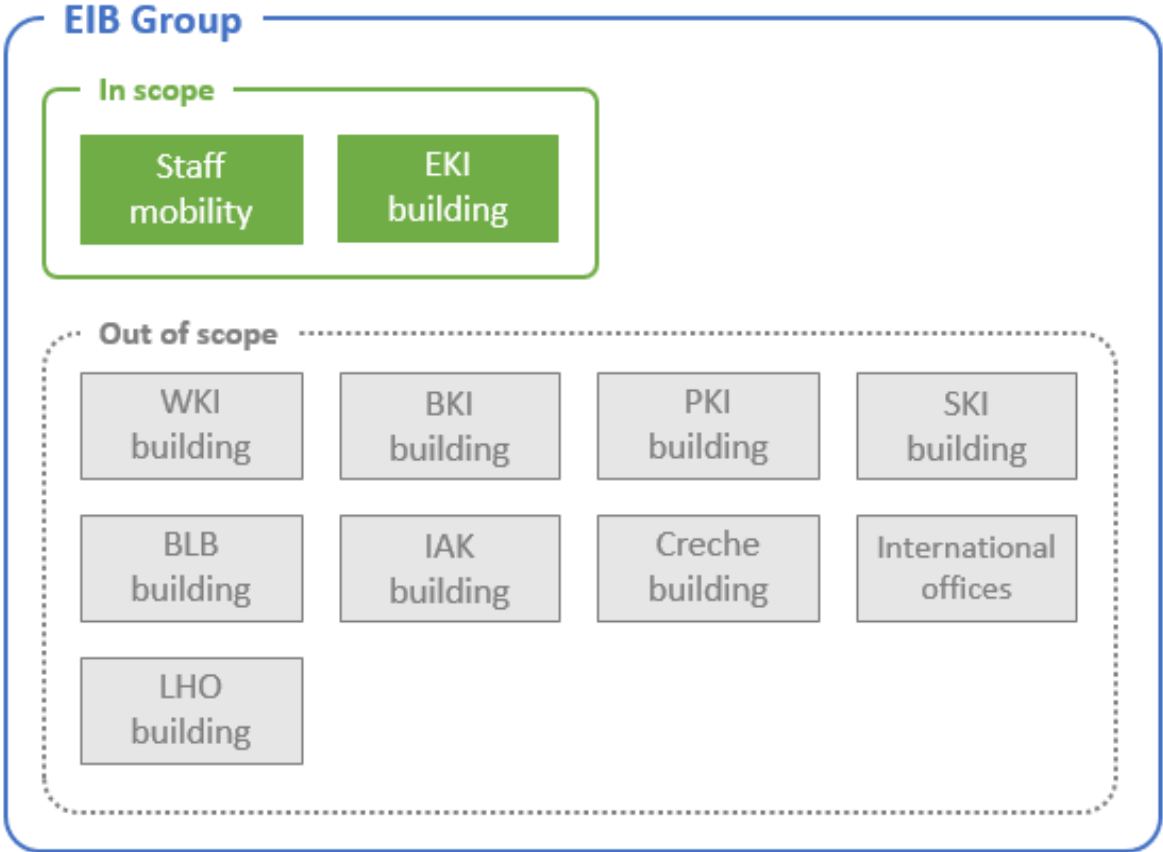 EIB Group
In scope
Staff
mobility
EKI
building
Out of scope
WKI
building
BKI
building
PKI
building
SKI
building
BLB
building
IAK
building
Creche
building
International
offices
LHO
building